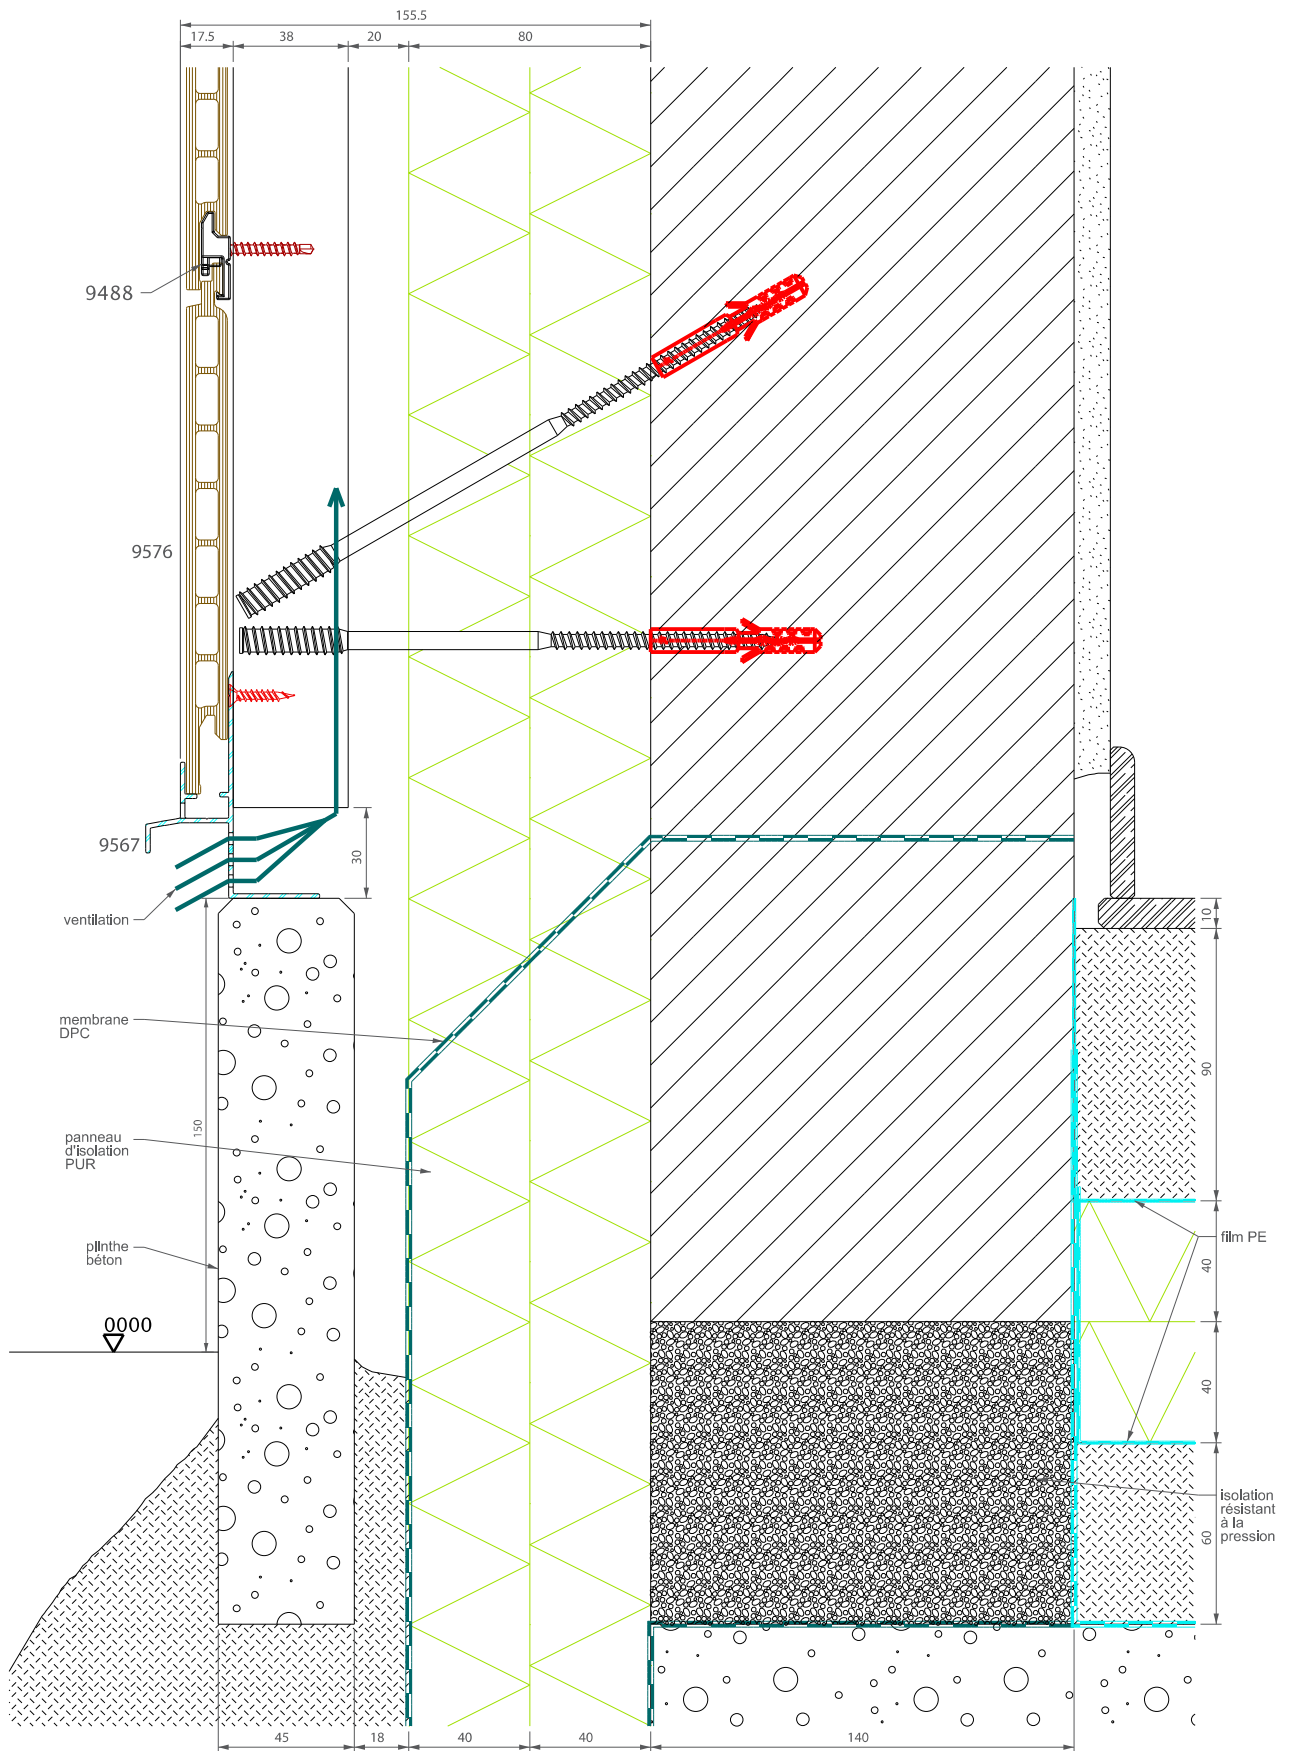 155.5
17.5
38
20
80
9488
9576
9567
30
ventilation
10
membrane
DPC
90
150
panneau
d'isolation
PUR
plinthe
béton
film PE
40
0000
40
isolation
résistant
à la
pression
60
45
18
40
40
140